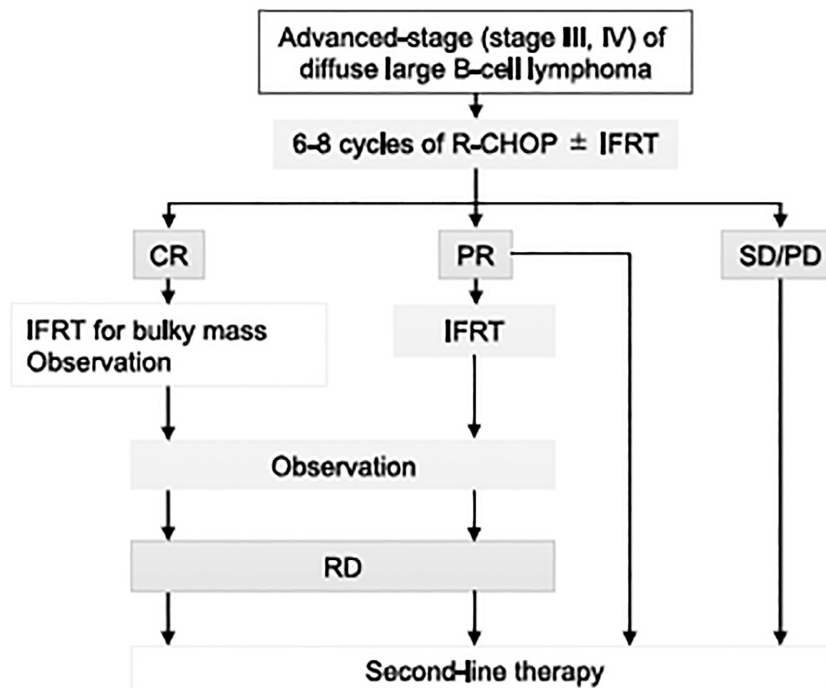 Advanced-stage (stage III, IV) of
diffuse large B-cell lymphoma
6-8 cycles of R-CHOP ± IFRT
CR
PR
SD/PD
IFRT for bulky mass
Observation
IFRT
Observation
RD
Second-line therapy